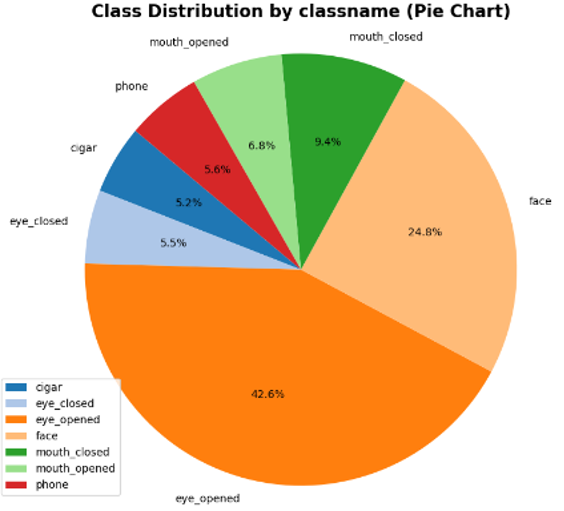 Class Distribution by classname (Pie Chart)
mouth_opened
mouth_closed
phone
cigar
eye_closed
face
eye_opened
6.8%
9.4%
5.6%
5.2%
5.5%
24.8%
42.6%
cigar
eye_closed
eye_opened
face
mouth_closed
mouth_opened
phone